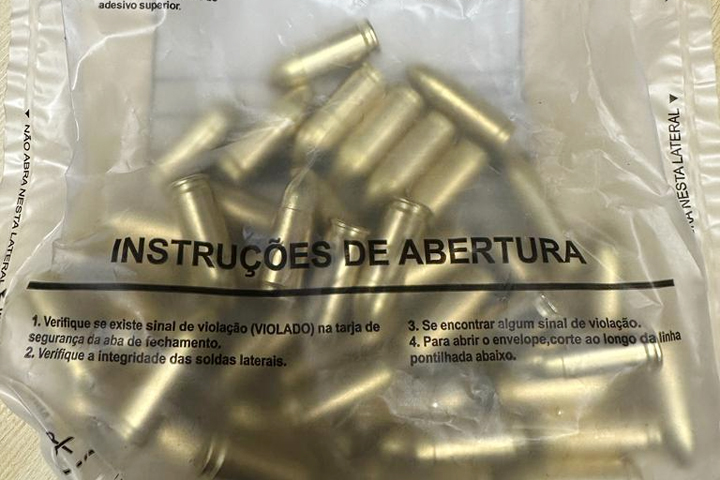 adesivo superior.
▼ NÃO ABRA NESTA LATERAL ▼
NESTA LATERAL ▼
INSTRUÇÕES DE ABERTURA
1. Verifique se existe sinal de violação (VIOLADO) na tarja de
segurança da aba de fechamento.
2. Verifique a integridade das soldas laterais.
3. Se encontrar algum sinal de violação.
4. Para abrir o envelope,corte ao longo da linha
pontilhada abaixo.